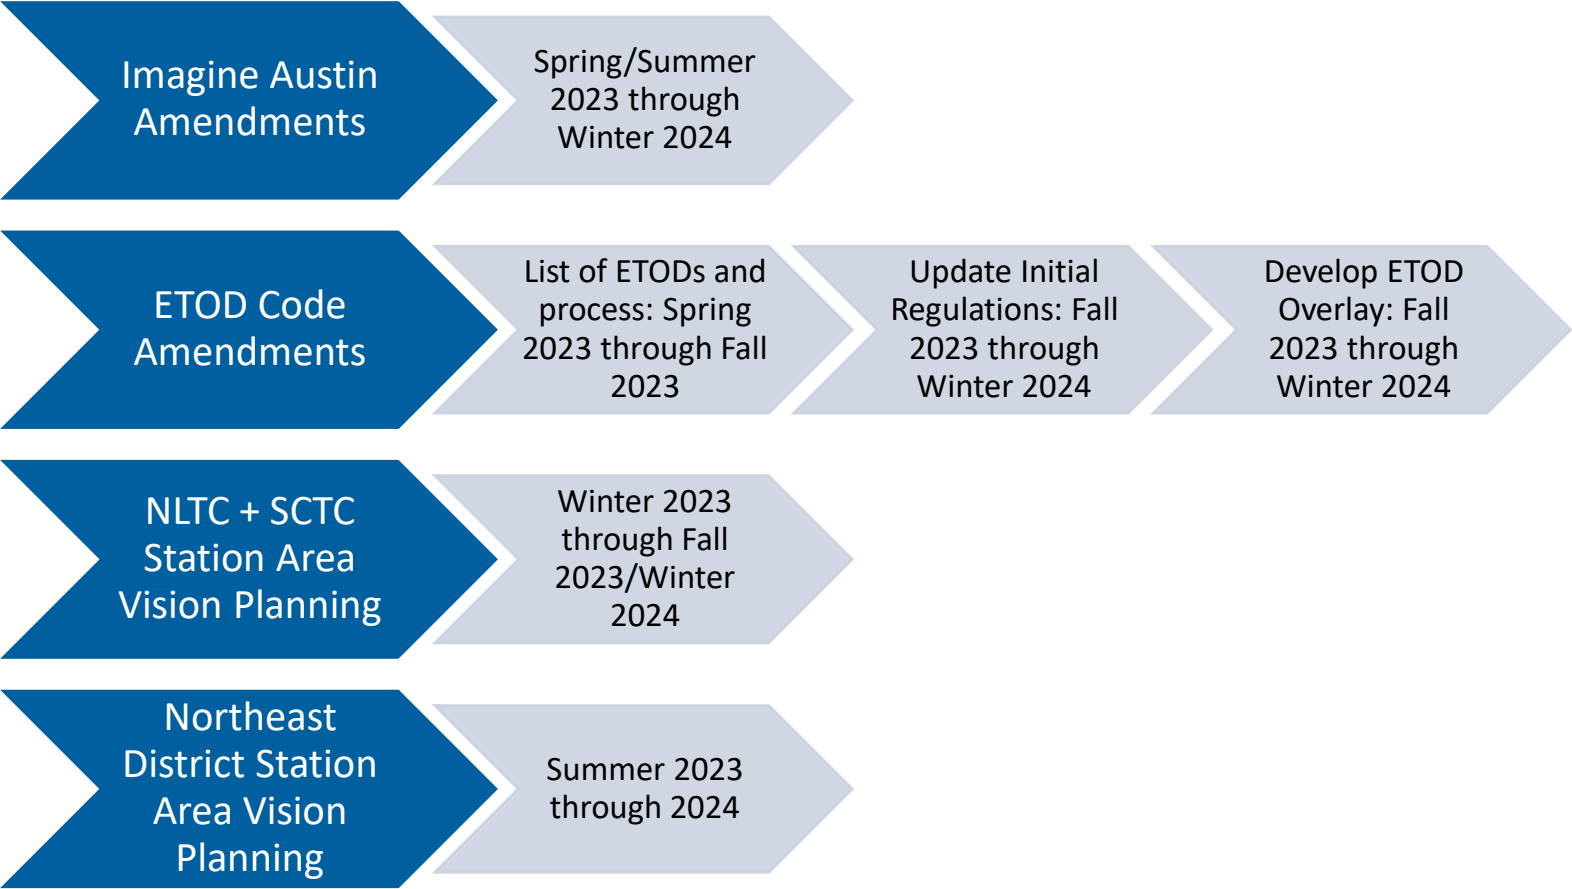 Imagine Austin
Amendments
Spring/Summer
2023 through
Winter 2024
ETOD Code
Amendments
List of ETODs and
process: Spring
2023 through Fall
2023
Update Initial
Regulations: Fall
2023 through
Winter 2024
Develop ETOD
Overlay: Fall
2023 through
Winter 2024
NLTC + SCTC
Station Area
Vision Planning
Winter 2023
through Fall
2023/Winter
2024
Northeast
District Station
Area Vision
Planning
Summer 2023
through 2024